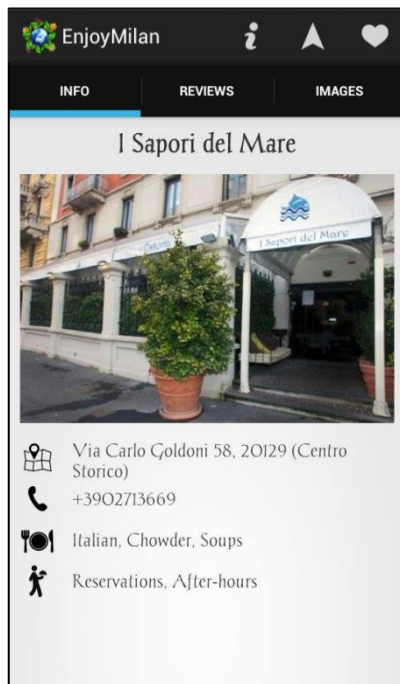 EnjoyMilan
INFO
REVIEWS
IMAGES
I Sapori del Mare
I Sapori del Mare
Via Carlo Goldoni 58, 20129 (Centro
Storico)
+3902713669
Italian, Chowder, Soups
Reservations, After-hours